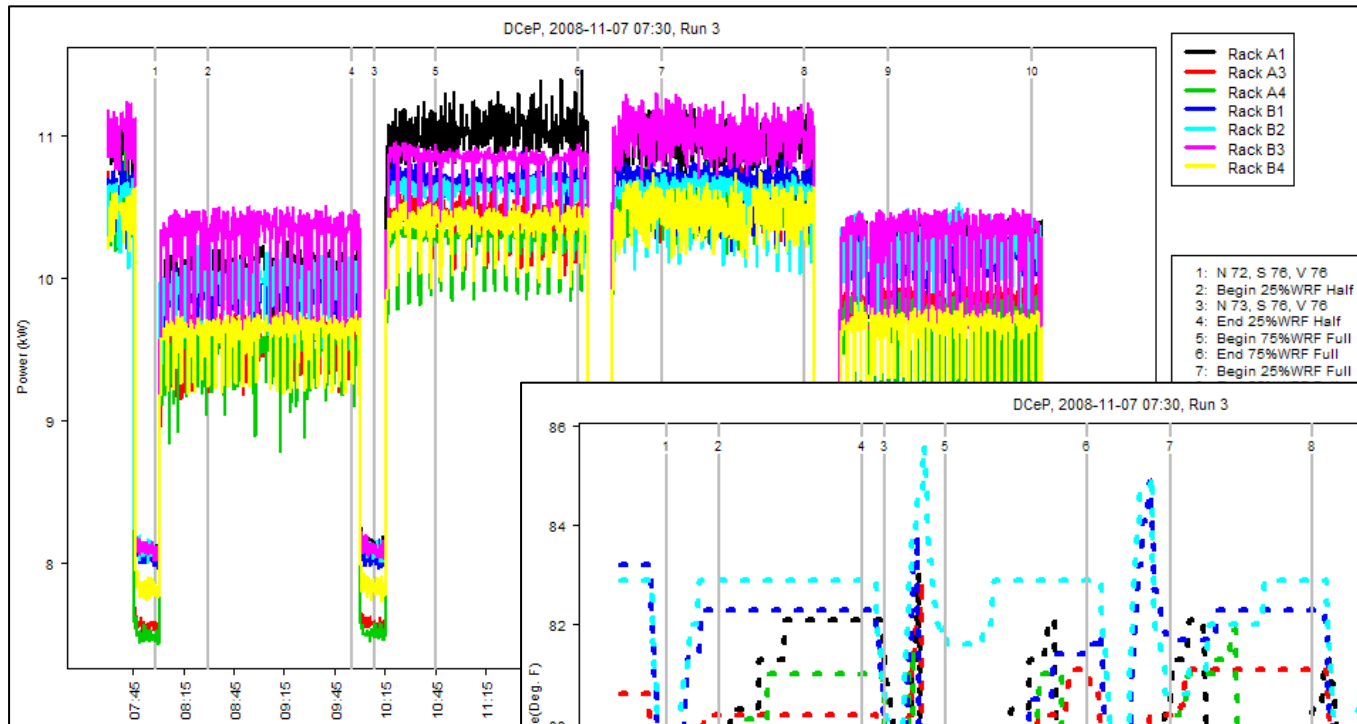 DCeP, 2008-11-07 07:30, Run 3
1 2 4 3 5 6 7 8 9 10
Rack A1
Rack A3
Rack A4
Rack B1
Rack B2
Rack B3
Rack B4
11
10
9
8
Power (kW)
07:45 08:15 08:45 09:15 09:45 10:15 10:45 11:15
1: N 72, S 76, V 76
2: Begin 25%WRF Half
3: N 73, S 76, V 76
4: End 25%WRF Half
5: Begin 75%WRF Full
6: End 75%WRF Full
7: Begin 25%WRF Full
DCeP, 2008-11-07 07:30, Run 3
1 2 4 3 5 6 7 8
86
84
82
(Deg. F)